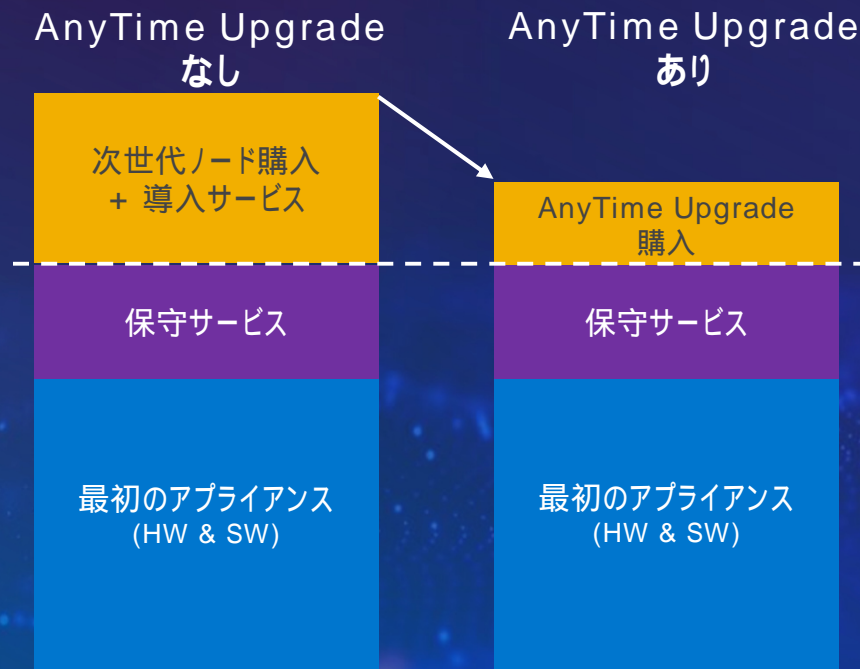 AnyTime Upgrade
なし
次世代ノード購入
+ 導入サービス
保守サービス
最初のアプライアンス
(HW & SW)
AnyTime Upgrade
あり
AnyTime Upgrade
購入
保守サービス
最初のアプライアンス
(HW & SW)